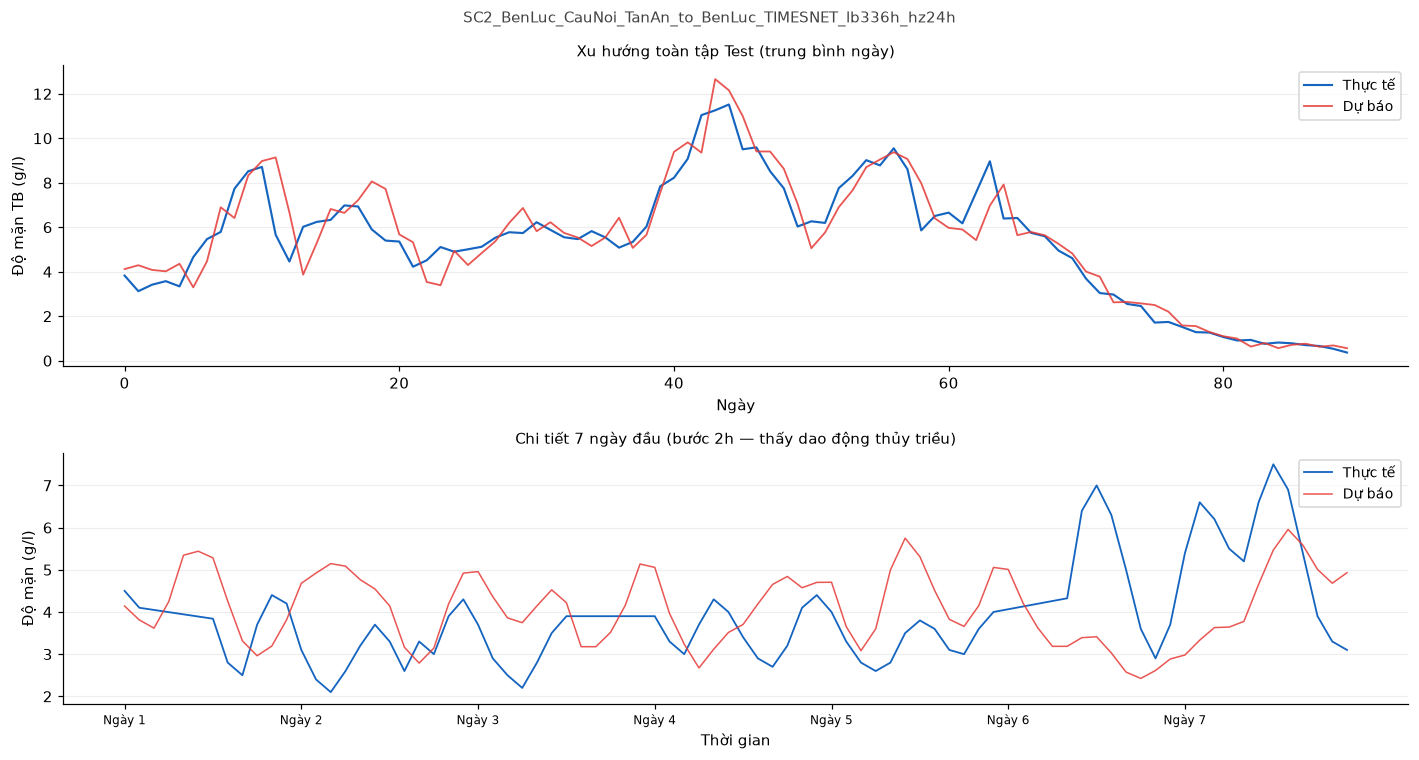 SC2_BenLuc_CauNoi_TanAn_to_BenLuc_TIMESNET_lb336h_hz24h
Xu hướng toàn tập Test (trung bình ngày)
Độ mặn TB (g/l)
12
10
8
6
4
2
0
Thực tế
Dự báo
0 20 40 60 80
Ngày
Chi tiết 7 ngày đầu (bước 2h — thấy dao động thủy triều)
Độ mặn (g/l)
7
6
5
4
3
2
Thực tế
Dự báo
Ngày 1 Ngày 2 Ngày 3 Ngày 4 Ngày 5 Ngày 6 Ngày 7
Thời gian